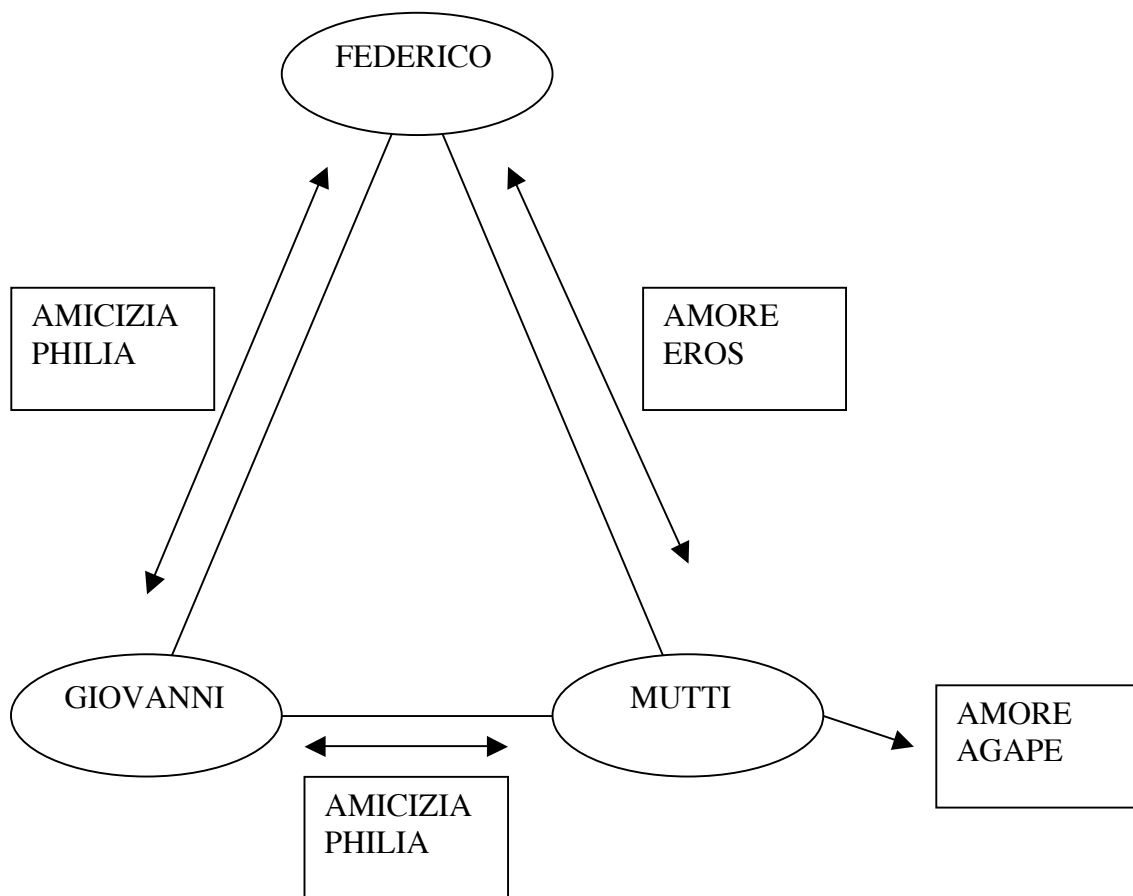 FEDERICO
AMICIZIA
PHILIA
AMORE
EROS
GIOVANNI
MUTTI
AMORE
AGAPE
AMICIZIA
PHILIA